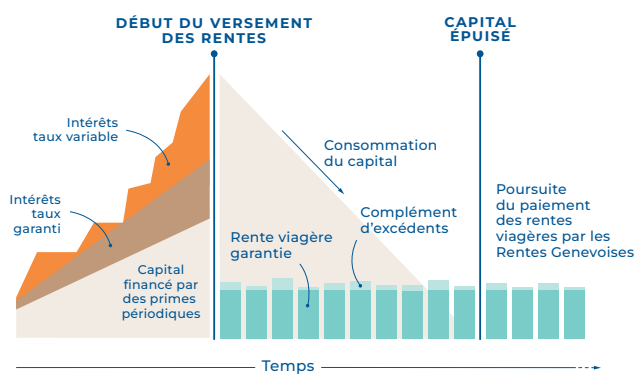 DÉBUT DU VERSEMENT
DES RENTES
CAPITAL
ÉPUISÉ
Intérêts
taux variable
Intérêts
taux
garanti
Capital
financé par
des primes
périodiques
Consommation
du capital
Complément
d'excédents
Rente viagère
garantie
Poursuite
du paiement
des rentes
viagères par les
Rentes Genevoises
Temps